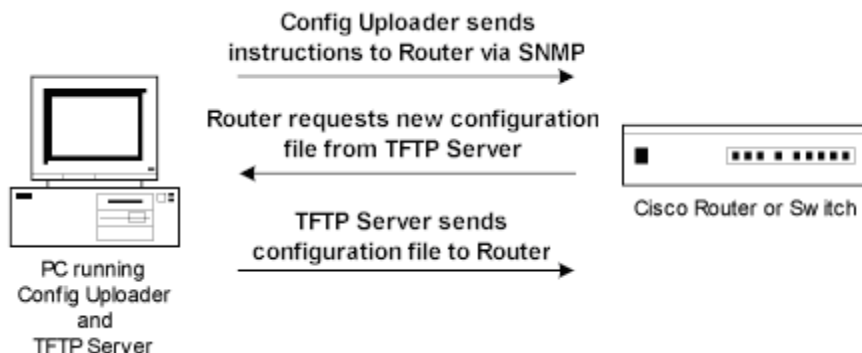 Config Uploader sends
instructions to Router via SNMP
Router requests new configuration
file from TFTP Server
TFTP Server sends
configuration file to Router
PC running
Config Uploader
and
TFTP Server
Cisco Router or Switch